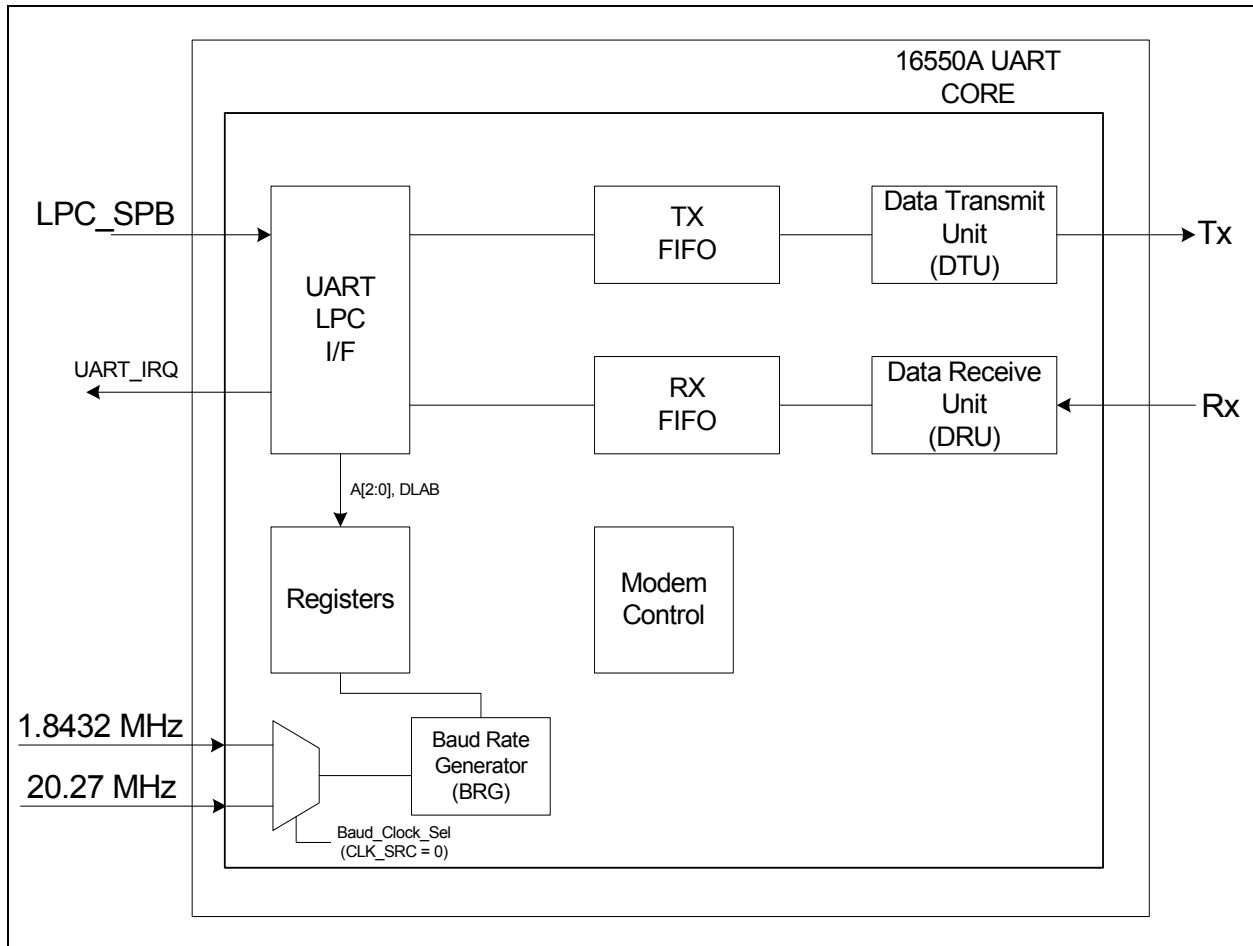 16550A UART
CORE
LPC_SPB
UART
LPC
I/F
TX
FIFO
Data Transmit
Unit
(DTU)
Tx
UART_IRQ
RX
FIFO
Data Receive
Unit
(DRU)
Rx
A[2:0], DLAB
Registers
Modem
Control
1.8432 MHz
20.27 MHz
Baud Rate
Generator
(BRG)
Baud_Clock_Sel
(CLK_SRC = 0)